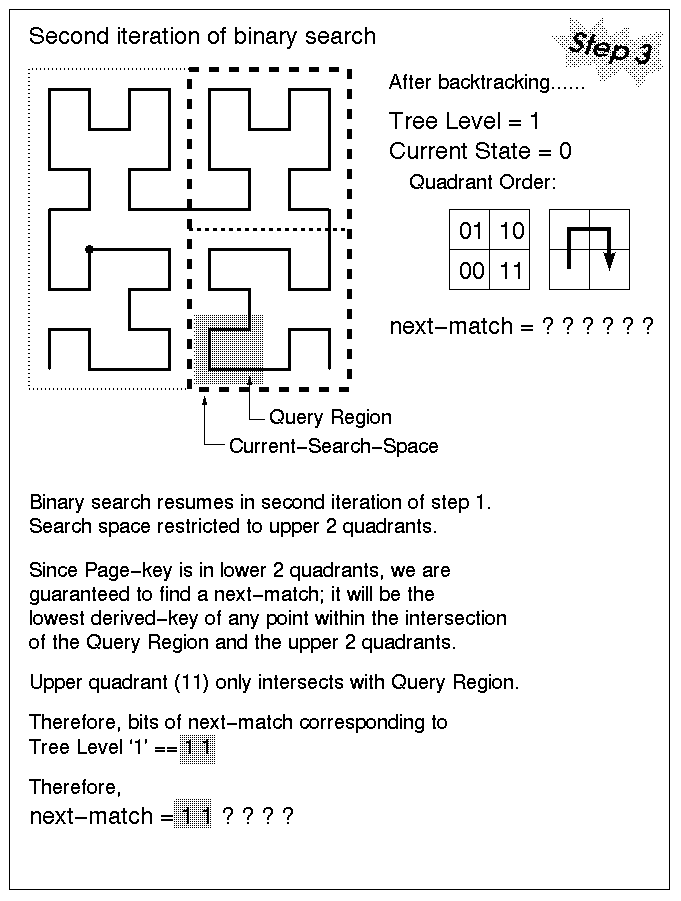 Second iteration of binary search
Step 3
After backtracking......
Tree Level = 1
Current State = 0
Quadrant Order:
01 10
00 11
next−match = ? ? ? ? ? ?
Query Region
Current−Search−Space
Binary search resumes in second iteration of step 1.
Search space restricted to upper 2 quadrants.
Since Page−key is in lower 2 quadrants, we are
guaranteed to find a next−match; it will be the
lowest derived−key of any point within the intersection
of the Query Region and the upper 2 quadrants.
Upper quadrant (11) only intersects with Query Region.
Therefore, bits of next−match corresponding to
Tree Level ‘1’ == 1 1
Therefore,
next−match = 1 1 ? ? ? ?